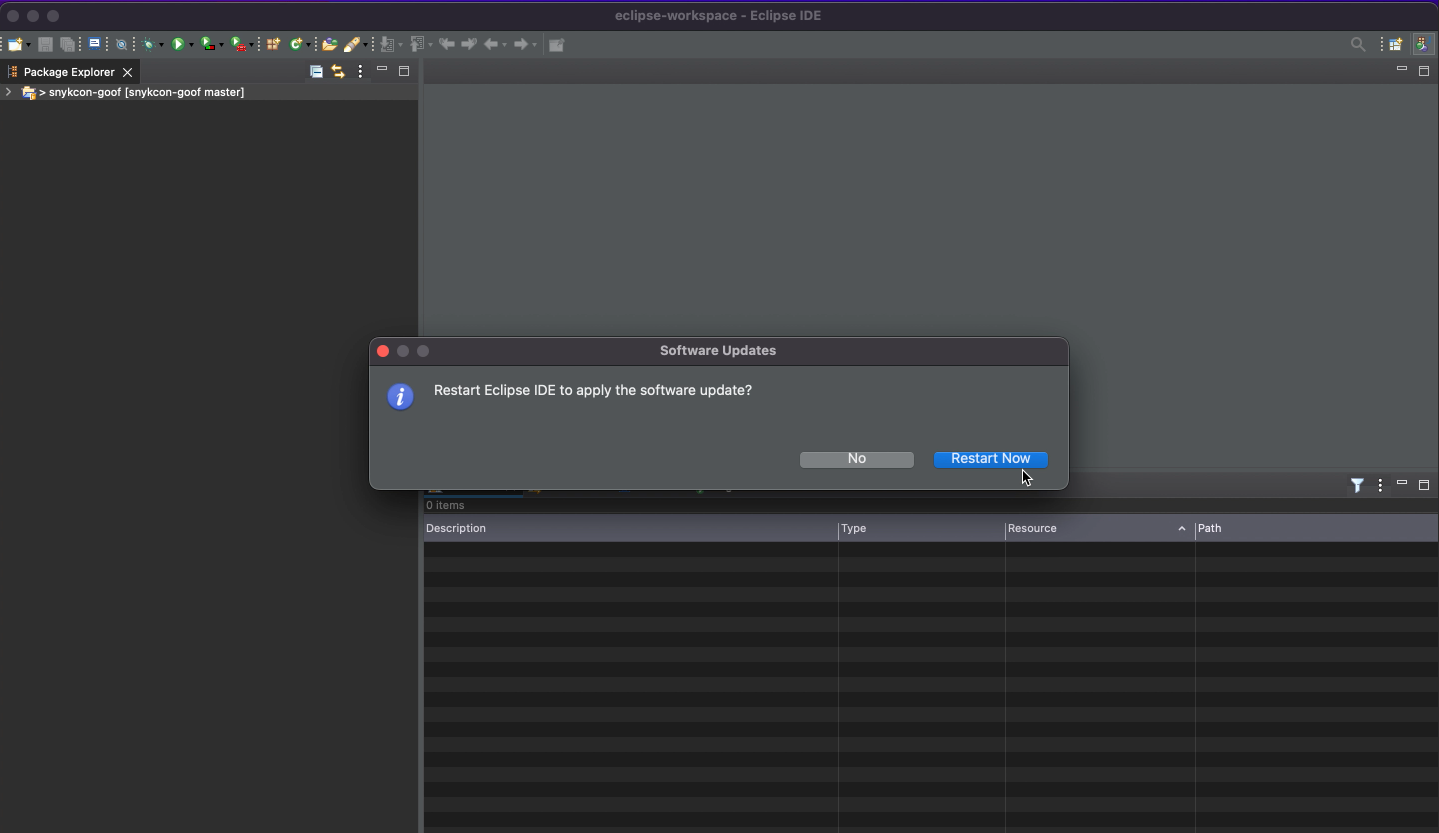 eclipse-workspace - Eclipse IDE
Package Explorer
> snykcon-goof [snykcon-goof master]
Software Updates
Restart Eclipse IDE to apply the software update?
No
Restart Now
0 items
Description
Type
Resource
Path